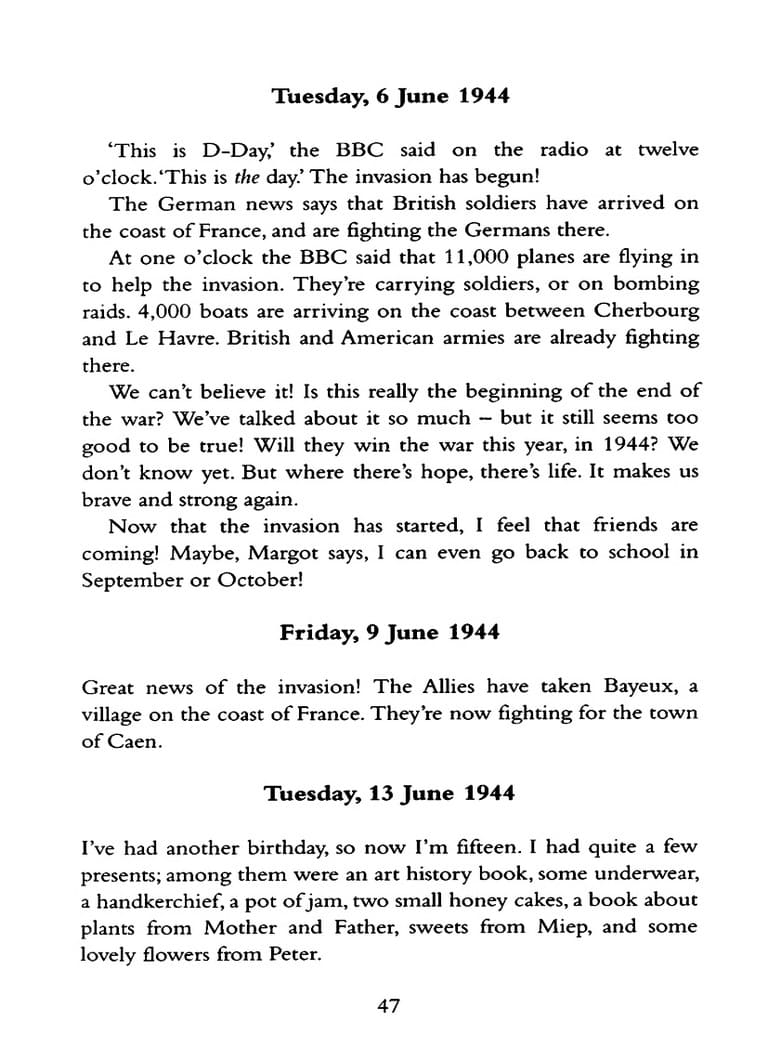 Tuesday, 6 June 1944
‘This is D-Day,’ the BBC said on the radio at twelve
o’clock. ‘This is the day.’ The invasion has begun!
The German news says that British soldiers have arrived on
the coast of France, and are fighting the Germans there.
At one o’clock the BBC said that 11,000 planes are flying in
to help the invasion. They’re carrying soldiers, or on bombing
raids. 4,000 boats are arriving on the coast between Cherbourg
and Le Havre. British and American armies are already fighting
there.
We can’t believe it! Is this really the beginning of the end of
the war? We’ve talked about it so much – but it still seems too
good to be true! Will they win the war this year, in 1944? We
don’t know yet. But where there’s hope, there’s life. It makes us
brave and strong again.
Now that the invasion has started, I feel that friends are
coming! Maybe, Margot says, I can even go back to school in
September or October!
Friday, 9 June 1944
Great news of the invasion! The Allies have taken Bayeux, a
village on the coast of France. They’re now fighting for the town
of Caen.
Tuesday, 13 June 1944
I’ve had another birthday, so now I’m fifteen. I had quite a few
presents; among them were an art history book, some underwear,
a handkerchief, a pot of jam, two small honey cakes, a book about
plants from Mother and Father, sweets from Miep, and some
lovely flowers from Peter.
47